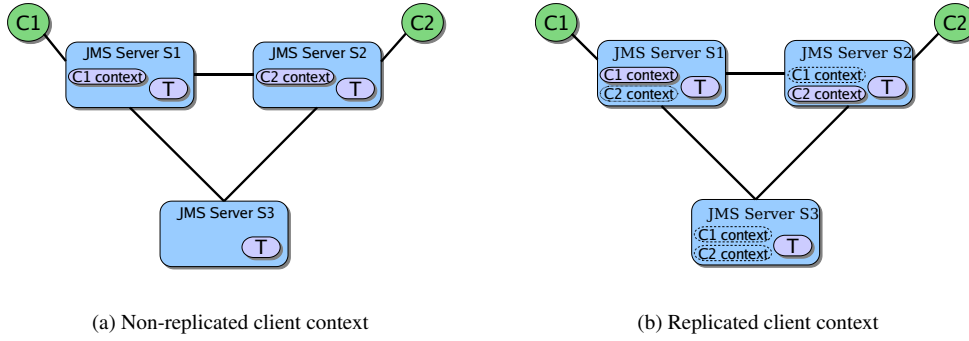 C1
C2
JMS Server S1
JMS Server S2
C1 context
T
C2 context
T
JMS Server S3
T
(a) Non-replicated client context
C1
C2
JMS Server S1
JMS Server S2
C1 context
C2 context
T
C1 context
C2 context
T
JMS Server S3
C1 context
C2 context
T
(b) Replicated client context